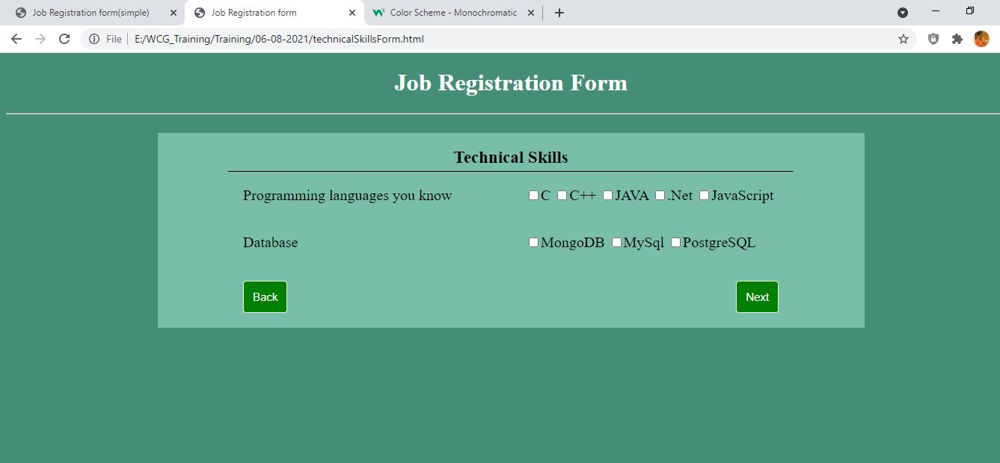 Job Registration form(simple) Job Registration form Color Scheme - Monochromatic
File E:/WCG_Training/Training/06-08-2021/technicalSkillsForm.html
Job Registration Form
Technical Skills
Programming languages you know C C++ JAVA .Net JavaScript
Database MongoDB MySql PostgreSQL
Back Next